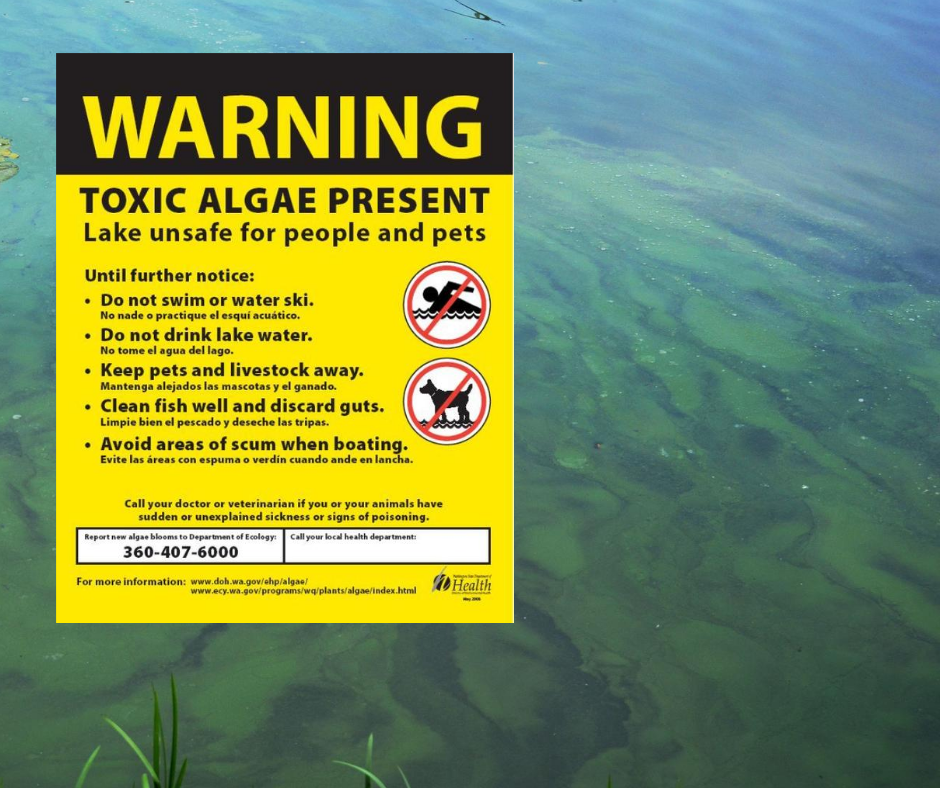 WARNING
TOXIC ALGAE PRESENT
Lake unsafe for people and pets
Until further notice:
• Do not swim or water ski.
No nade o practique el esquí acuático.
• Do not drink lake water.
No tome el agua del lago.
• Keep pets and livestock away.
Mantenga alejados las mascotas y el ganado.
• Clean fish well and discard guts.
Limpie bien el pescado y deseche las tripas.
• Avoid areas of scum when boating.
Evite las áreas con espuma o verdín cuando ande en lancha.
Call your doctor or veterinarian if you or your animals have
sudden or unexplained sickness or signs of poisoning.
Report new algae blooms to Department of Ecology:
360-407-6000
Call your local health department:
For more information: www.doh.wa.gov/ehp/algae/
www.ecy.wa.gov/programs/wq/plants/algae/index.html
Washington State Department of
Health